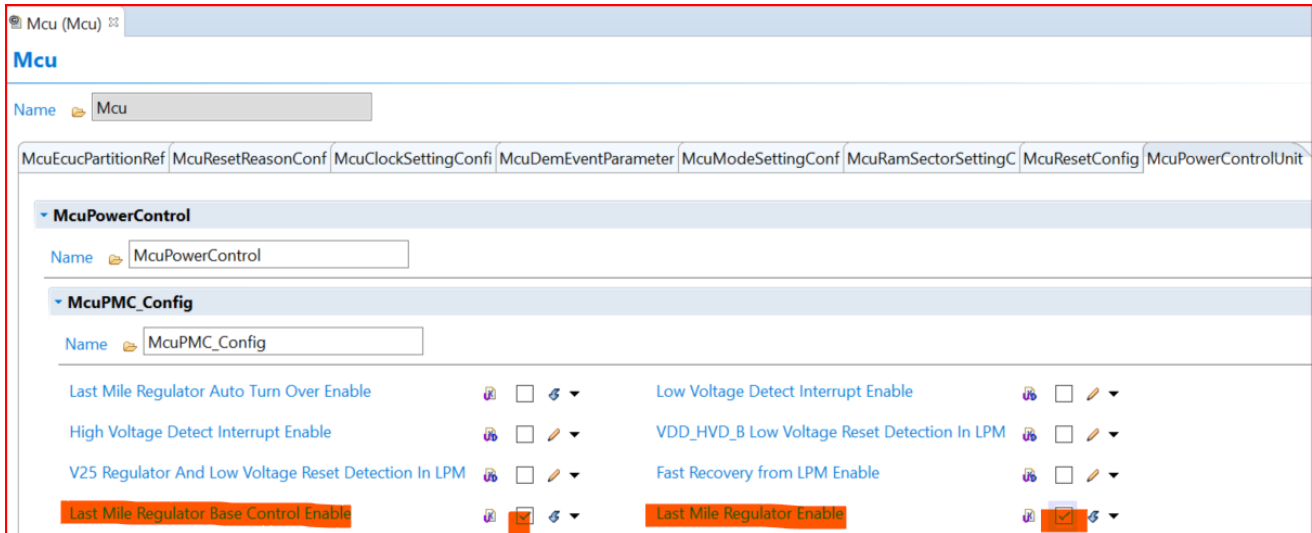 Mcu (Mcu)
Mcu
Name Mcu
McuEcucPartitionRef McuResetReasonConf McuClockSettingConfi McuDemEventParameter McuModeSettingConf McuRamSectorSettingC McuResetConfig McuPowerControlUnit
McuPowerControl
Name McuPowerControl
McuPMC_Config
Name McuPMC_Config
Last Mile Regulator Auto Turn Over Enable Low Voltage Detect Interrupt Enable
High Voltage Detect Interrupt Enable VDD_HVD_B Low Voltage Reset Detection In LPM
V25 Regulator And Low Voltage Reset Detection In LPM Fast Recovery from LPM Enable
Last Mile Regulator Base Control Enable Last Mile Regulator Enable